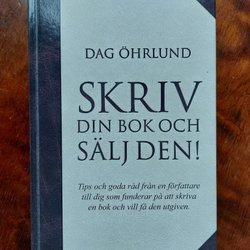 DAG ÖHRLUND
SKRIV
DIN BOK OCH
SÄLJ DEN!
Tips och goda råd från en författare
till dig som funderar på att skriva
en bok och vill få den utgiven.